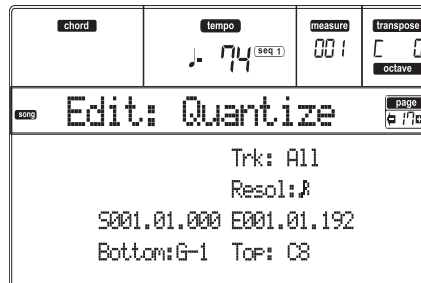 chord
tempo
measure
transpose
♩- 74 seq 1
001
C
octave
song
Edit: Quantize
page
17
Trk: All
Resol:♪
S001.01.000 E001.01.192
Bottom:G-1 Top: C8